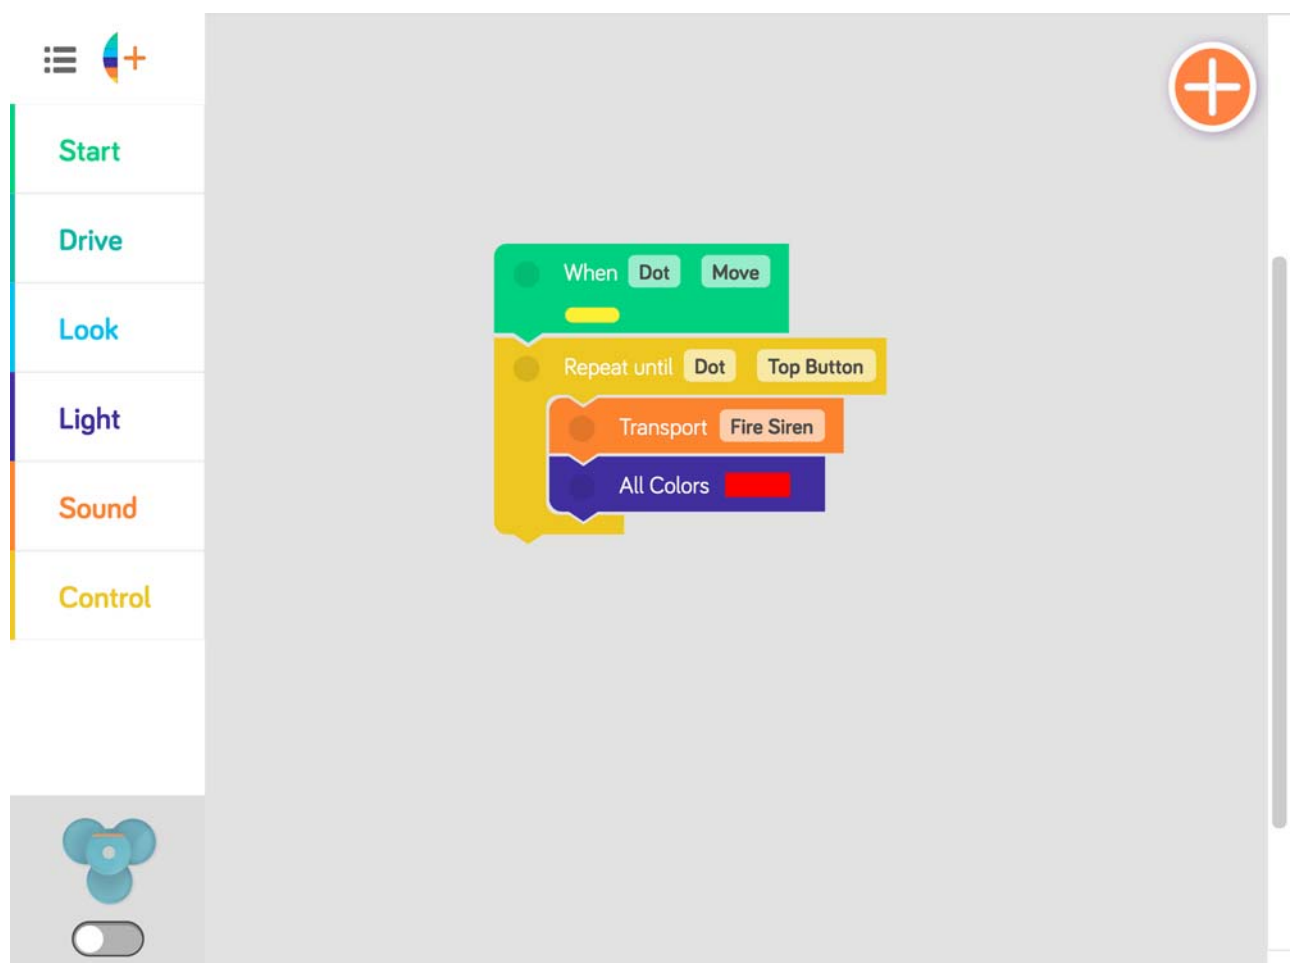 Start
Drive
Look
Light
Sound
Control
When Dot Move
Repeat until Dot Top Button
Transport Fire Siren
All Colors